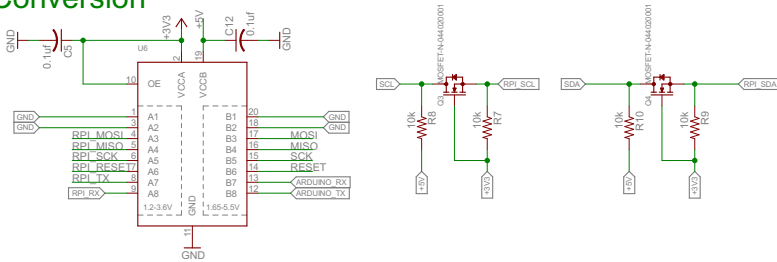 Conversion
GND
0.1uf
C5
+3V3
+5V
C12
0.1uf
GND
U6
2
19
VCCA
VCCB
10
OE
GND
1
A1
B1
20
GND
GND
3
A2
B2
18
GND
RPI_MOSI
4
A3
B3
17
MOSI
RPI_MISO
5
A4
B4
16
MISO
RPI_SCK
6
A5
B5
15
SCK
RPI_RESET
7
A6
B6
14
RESET
RPI_TX
8
A7
B7
13
ARDUINO_RX
RPI_RX
9
A8
B8
12
ARDUINO_TX
1.2-3.6V
GND
1.65-5.5V
11
GND
MOSFET-N-044020001
SCL
Q3
RPI_SCL
10k
R8
10k
R7
+5V
+3V3
MOSFET-N-044020001
SDA
Q4
RPI_SDA
10k
R10
10k
R9
+5V
+3V3